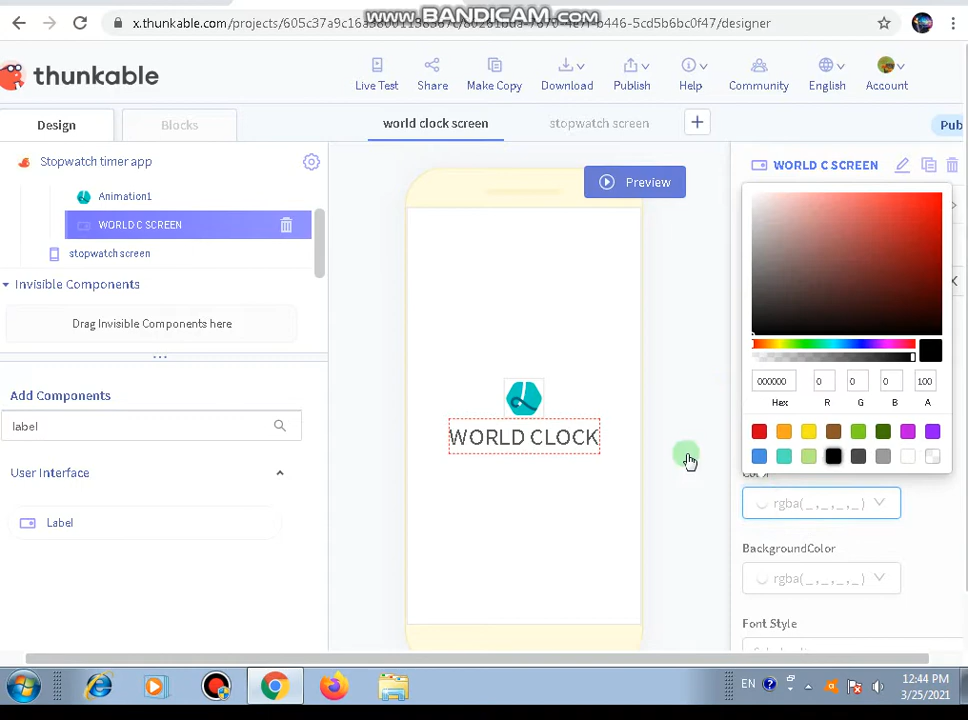 www.BANDICAM.com
x.thunkable.com/projects/
/designer
thunkable
Live Test
Share
Make Copy
Download
Publish
Help
Community
English
Account
Design
Blocks
world clock screen
stopwatch screen
+
Pub
Stopwatch timer app
Animation1
WORLD C SCREEN
stopwatch screen
Invisible Components
Drag Invisible Components here
Add Components
label
User Interface
Label
Preview
WORLD CLOCK
WORLD C SCREEN
000000 0 0 0 100
Hex R G B A
rgba(_,_,_,_)
BackgroundColor
rgba(_,_,_,_)
Font Style
EN
12:44 PM
3/25/2021